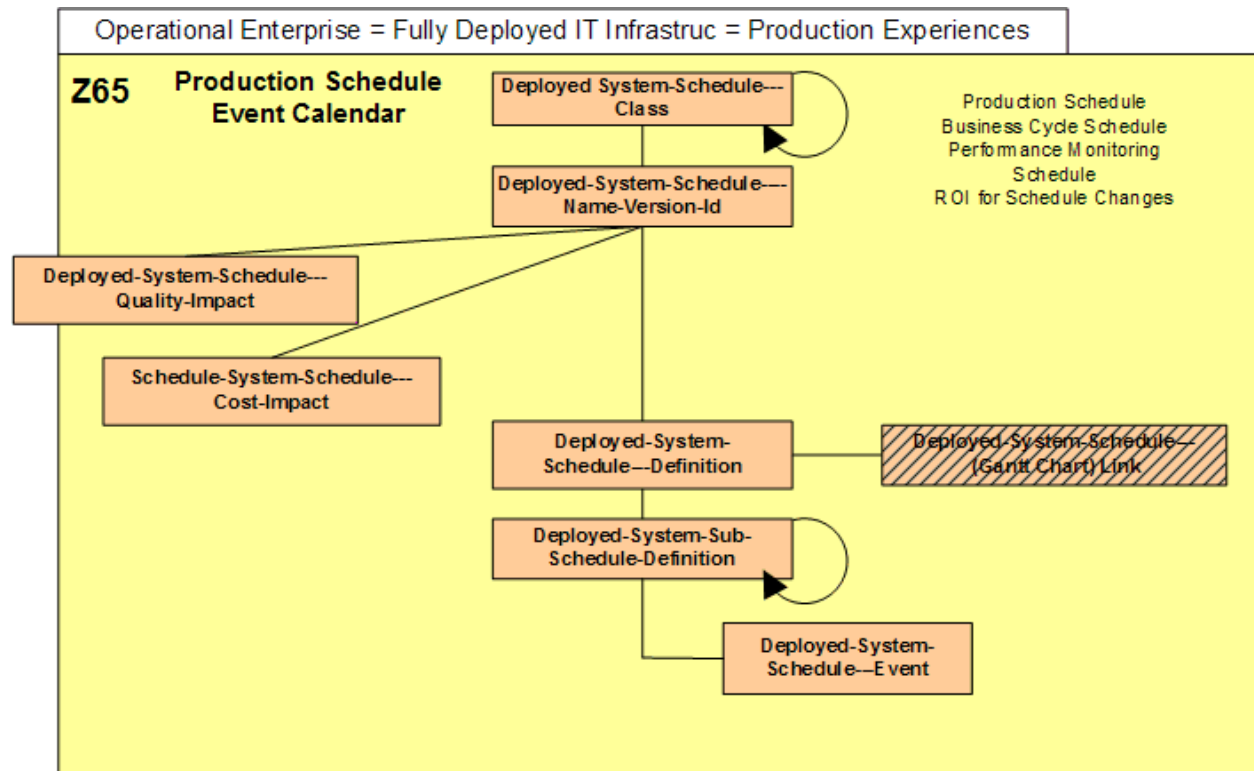 Operational Enterprise = Fully Deployed IT Infrastruc = Production Experiences
Z65
Production Schedule
Event Calendar
Deployed System-Schedule---
Class
Production Schedule
Business Cycle Schedule
Performance Monitoring
Schedule
ROI for Schedule Changes
Deployed-System-Schedule----
Name-Version-Id
Deployed-System-Schedule---
Quality-Impact
Schedule-System-Schedule---
Cost-Impact
Deployed-System-
Schedule---Definition
Deployed-System-Schedule---
(Gantt Chart) Link
Deployed-System-Sub-
Schedule-Definition
Deployed-System-
Schedule---Event